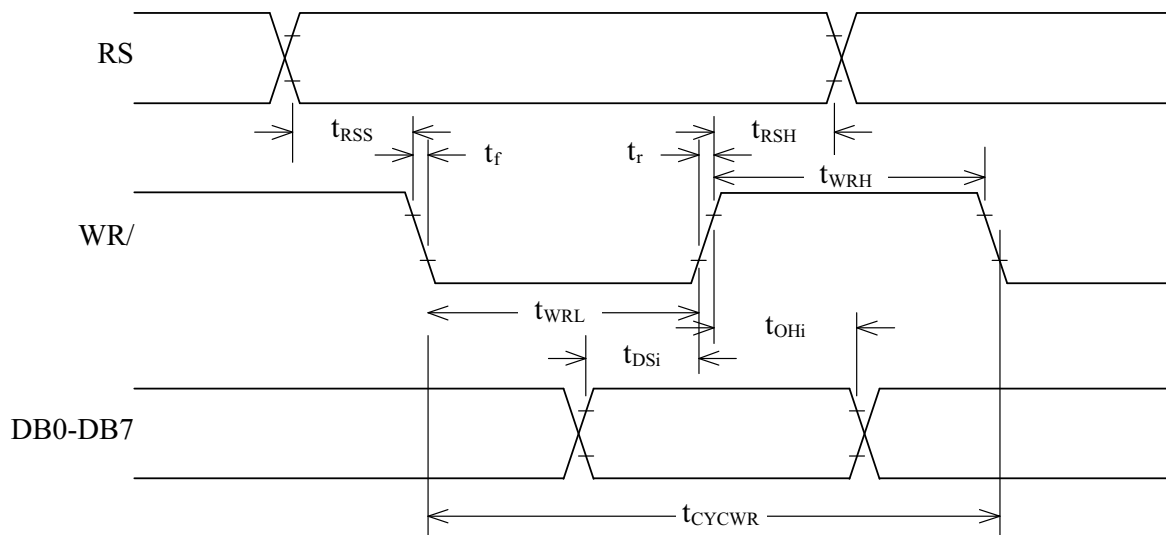 RS
tRSS
tf
tr
tRSH
tWRH
WR/
tWRL
tOHi
tDSi
DB0-DB7
tCYCWR